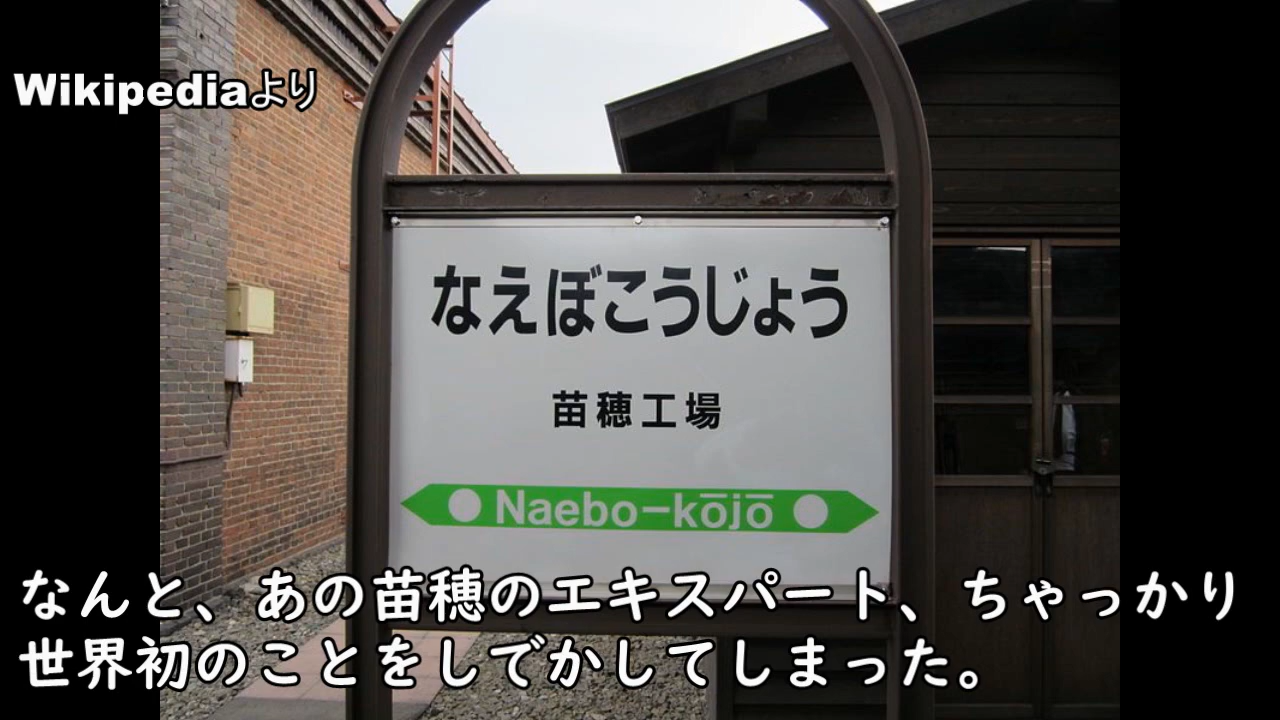 Wikipediaより
なえぼこうじょう
苗穂工場
Naebo-kōjō
なんと、あの苗穂のエキスパート、ちゃっかり
世界初のことをしでかしてしまった。